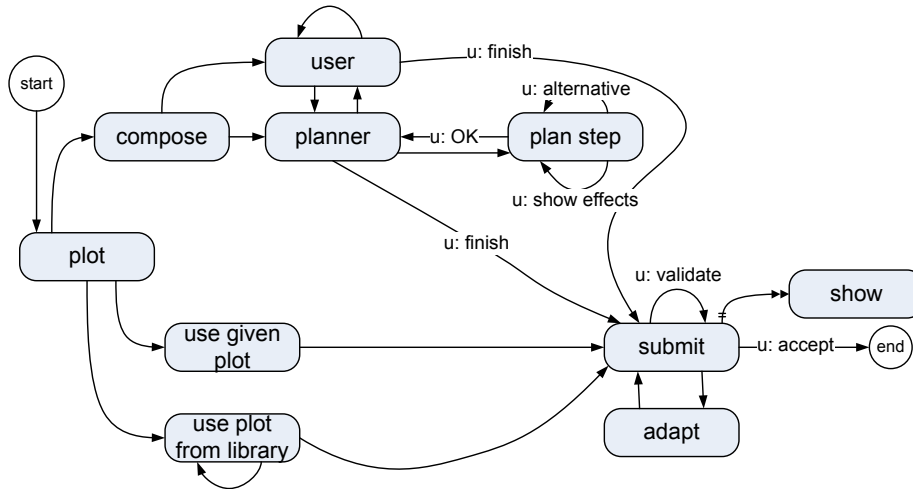 start
user
u: finish
u: alternative
compose
planner
u: OK
plan step
u: show effects
plot
u: finish
u: validate
show
use given
plot
submit
u: accept
end
use plot
from library
adapt